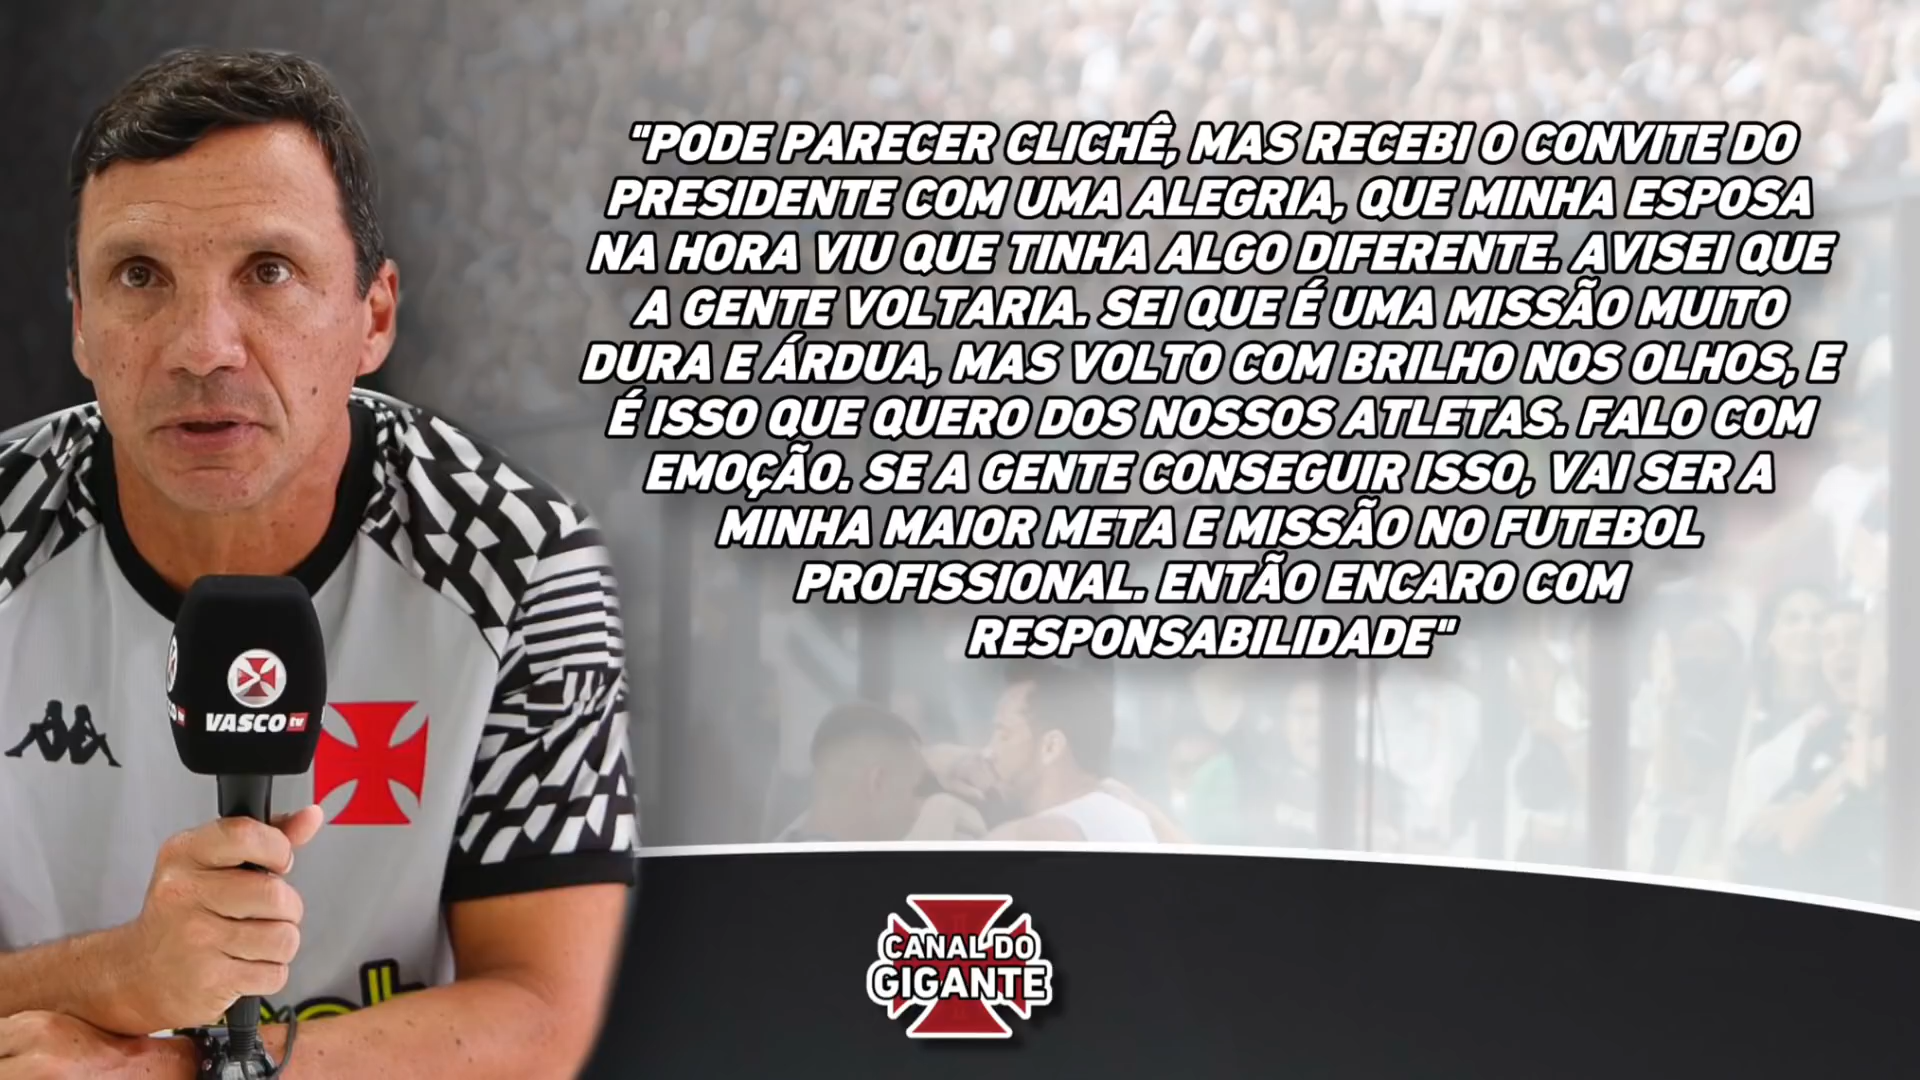 "PODE PARECER CLICHÊ, MAS RECEBI O CONVITE DO
PRESIDENTE COM UMA ALEGRIA, QUE MINHA ESPOSA
NA HORA VIU QUE TINHA ALGO DIFERENTE. AVISEI QUE
A GENTE VOLTARIA. SEI QUE É UMA MISSÃO MUITO
DURA E ÁRDUA, MAS VOLTO COM BRILHO NOS OLHOS, E
É ISSO QUE QUERO DOS NOSSOS ATLETAS. FALO COM
EMOÇÃO. SE A GENTE CONSEGUIR ISSO, VAI SER A
MINHA MAIOR META E MISSÃO NO FUTEBOL
PROFISSIONAL. ENTÃO ENCARO COM
RESPONSABILIDADE"
VASCO tv
CANAL DO
GIGANTE